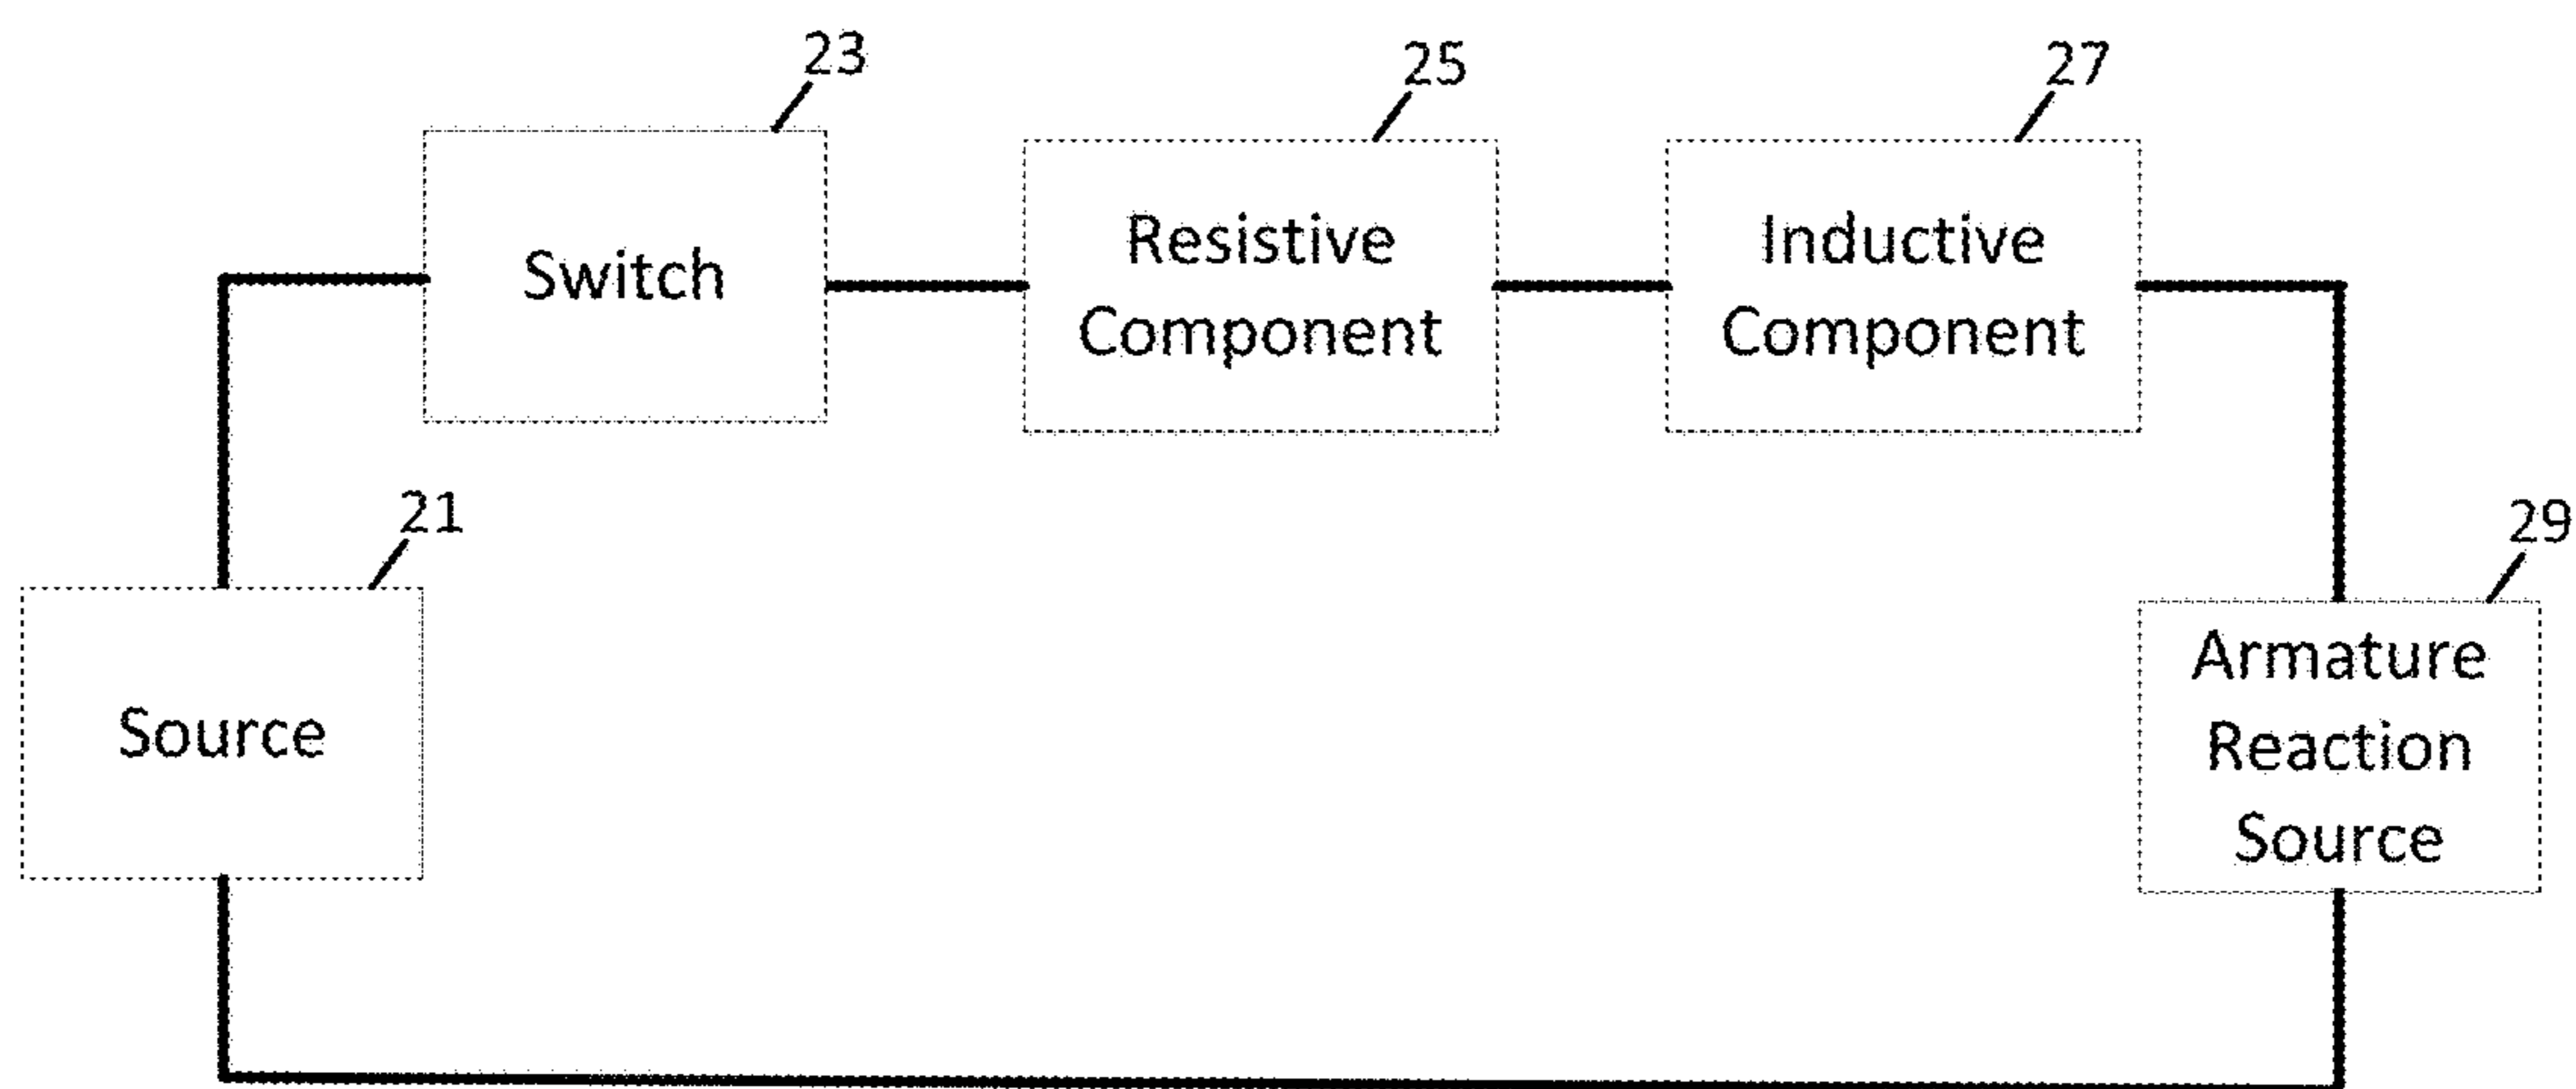 23
25
27
Switch
Resistive
Component
Inductive
Component
21
29
Source
Armature
Reaction
Source